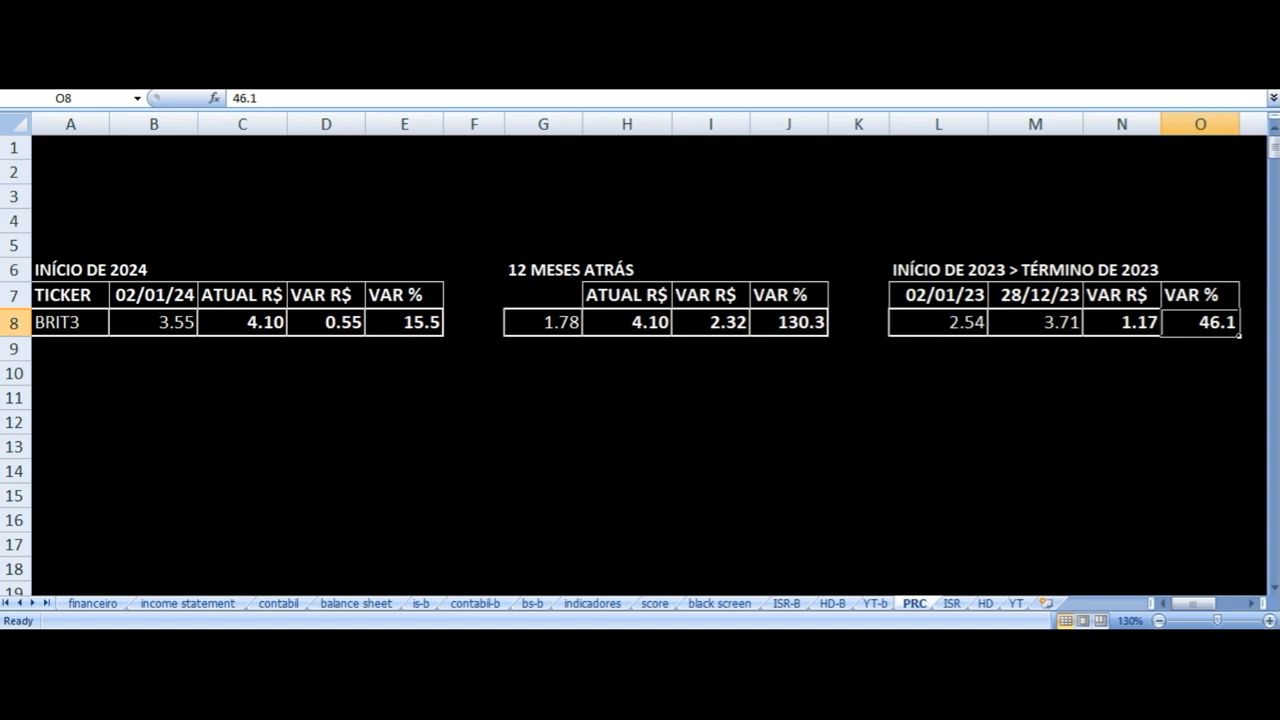 O8 fx 46.1
A B C D E F G H I J K L M N O
1
2
3
4
5
6 INÍCIO DE 2024 12 MESES ATRÁS INÍCIO DE 2023 > TÉRMINO DE 2023
7 TICKER 02/01/24 ATUAL R$ VAR R$ VAR % ATUAL R$ VAR R$ VAR % 02/01/23 28/12/23 VAR R$ VAR %
8 BRIT3 3.55 4.10 0.55 15.5 1.78 4.10 2.32 130.3 2.54 3.71 1.17 46.1
9
10
11
12
13
14
15
16
17
18
19
financeiro income statement contabil balance sheet is-b contabil-b bs-b indicadores score black screen ISR-B HD-B YT-b PRC ISR HD YT
Ready 130%